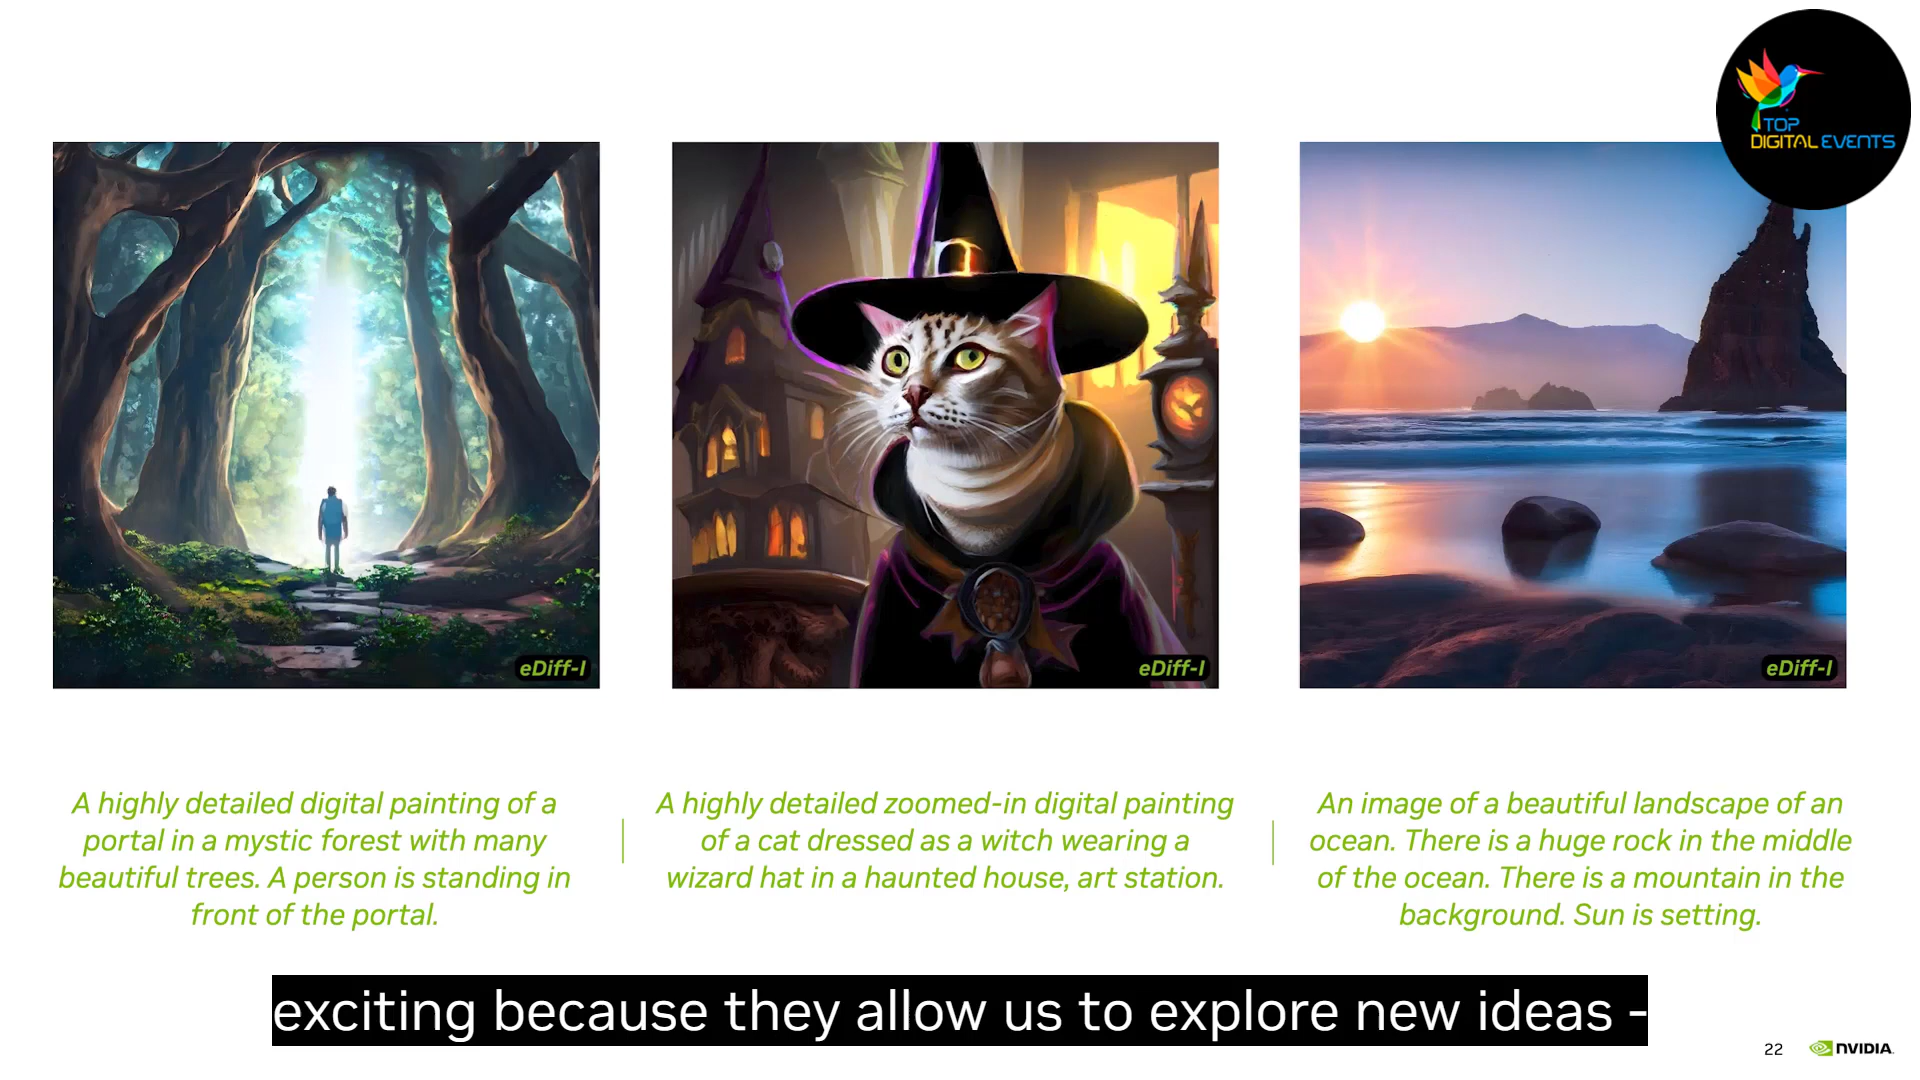 TOP
DIGITAL EVENTS
eDiff-I
eDiff-I
eDiff-I
A highly detailed digital painting of a
portal in a mystic forest with many
beautiful trees. A person is standing in
front of the portal.
A highly detailed zoomed-in digital painting
of a cat dressed as a witch wearing a
wizard hat in a haunted house, art station.
An image of a beautiful landscape of an
ocean. There is a huge rock in the middle
of the ocean. There is a mountain in the
background. Sun is setting.
exciting because they allow us to explore new ideas -
22
NVIDIA